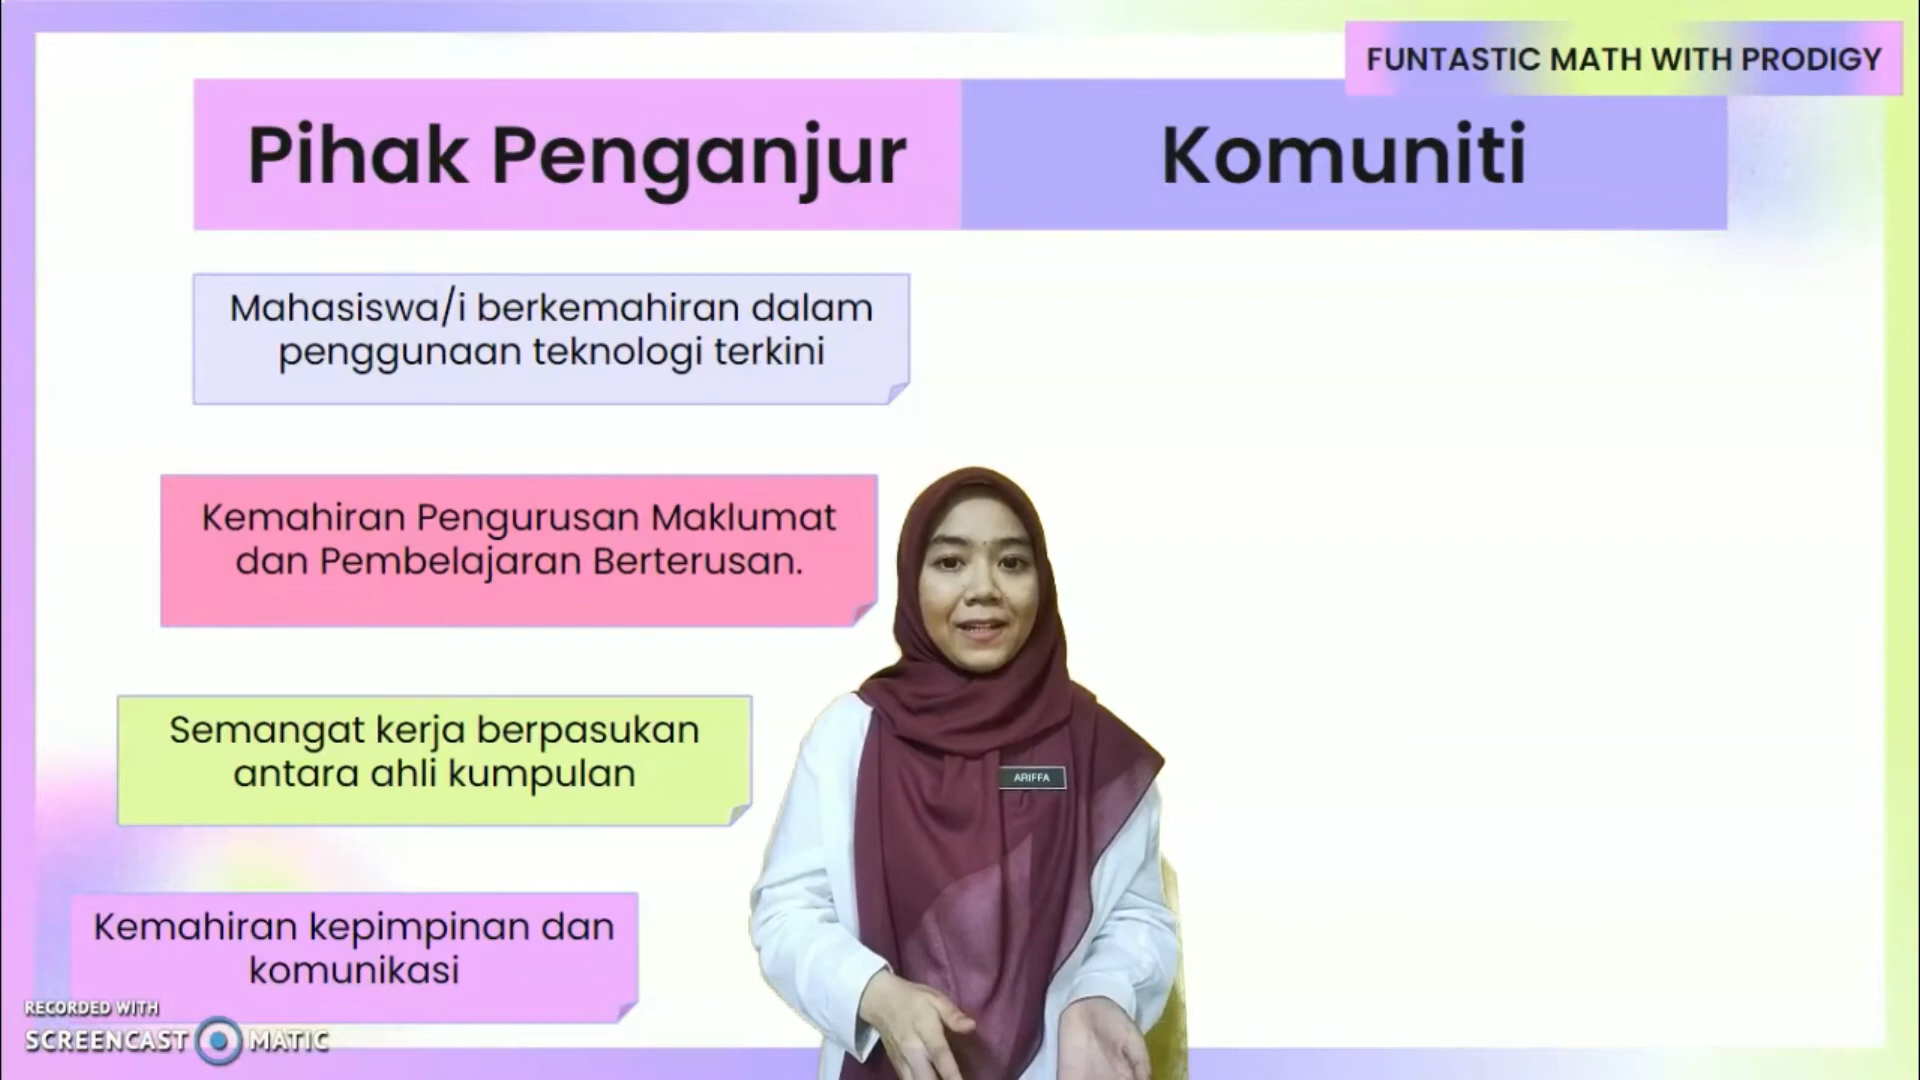 FUNTASTIC MATH WITH PRODIGY
Pihak Penganjur
Komuniti
Mahasiswa/i berkemahiran dalam
penggunaan teknologi terkini
Kemahiran Pengurusan Maklumat
dan Pembelajaran Berterusan.
Semangat kerja berpasukan
antara ahli kumpulan
ARIFFA
Kemahiran kepimpinan dan
komunikasi
RECORDED WITH
SCREENCAST MATIC